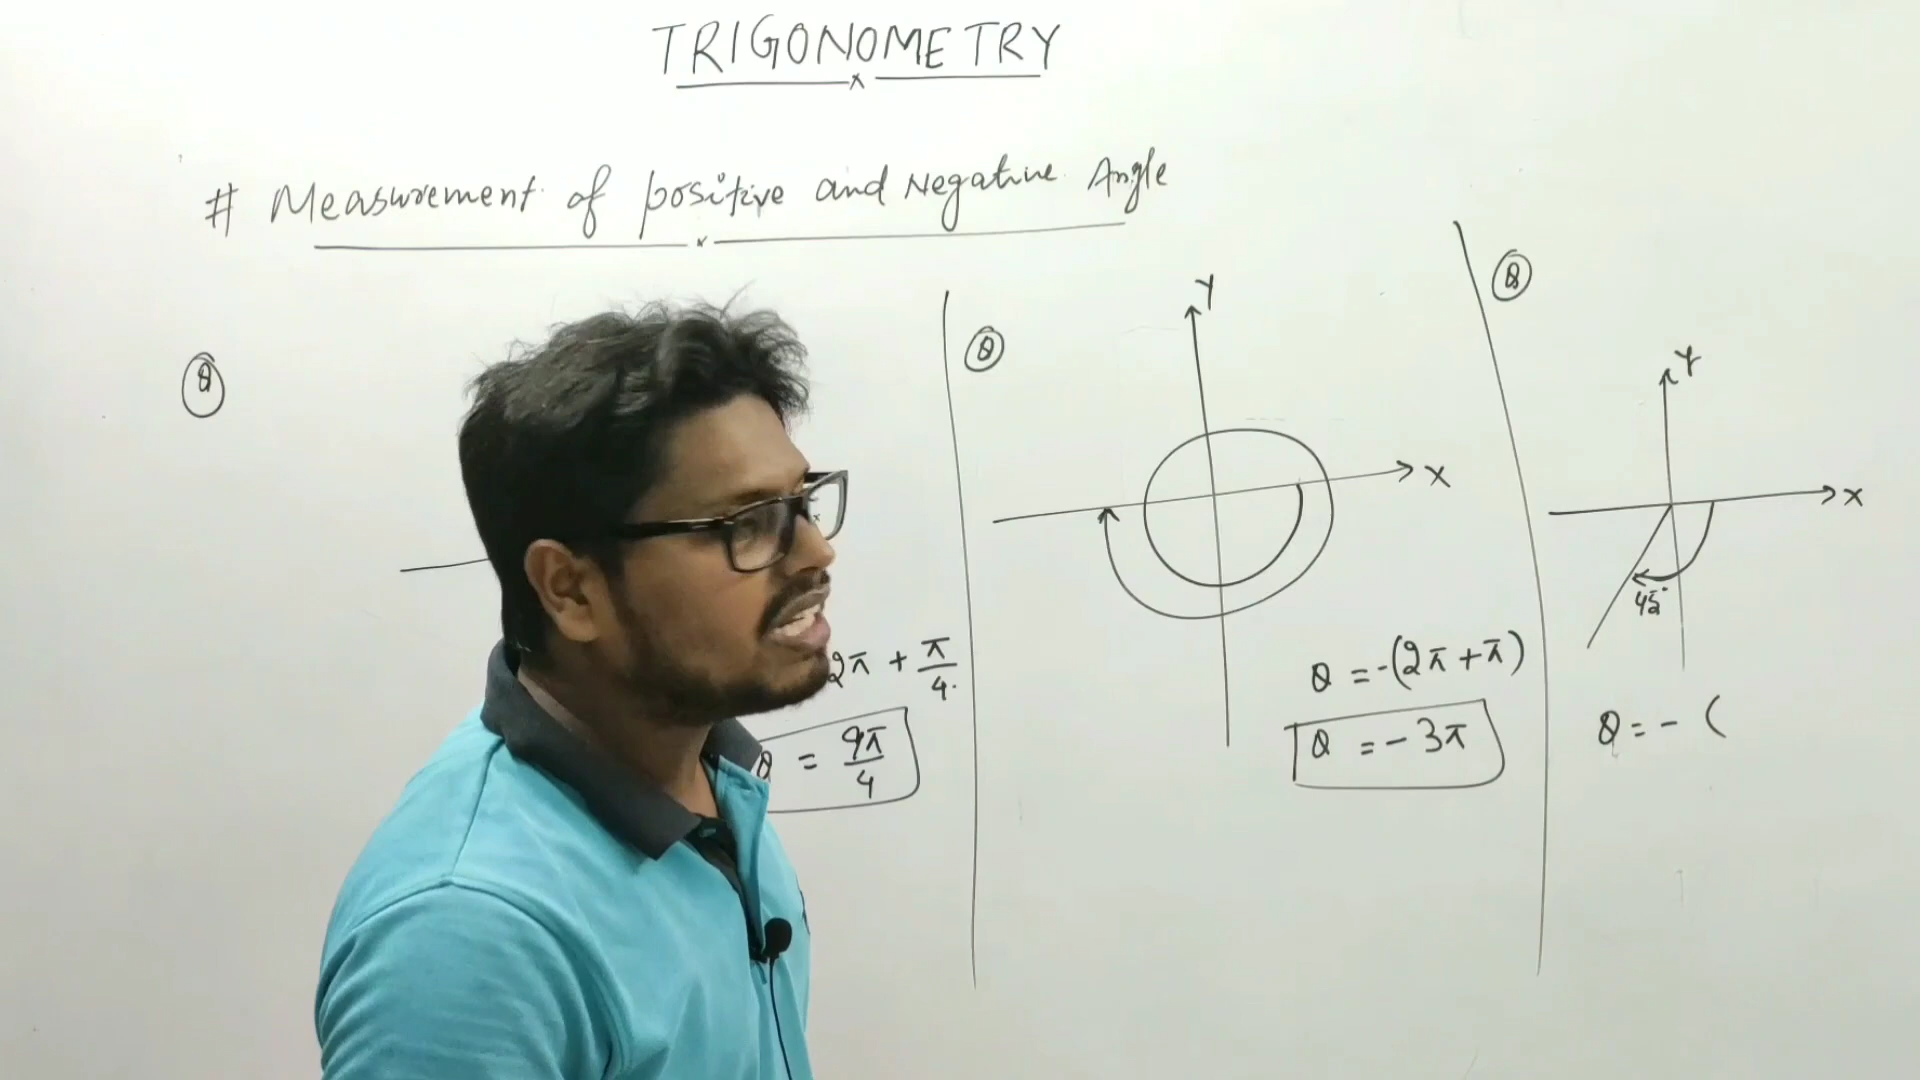 TRIGONOMETRY
# Measurement of positive and Negative Angle
Q
2π + π/4
θ = 9π/4
Q
Y
X
θ = -(2π+π)
θ = - 3π
Q
Y
X
45°
θ = - (